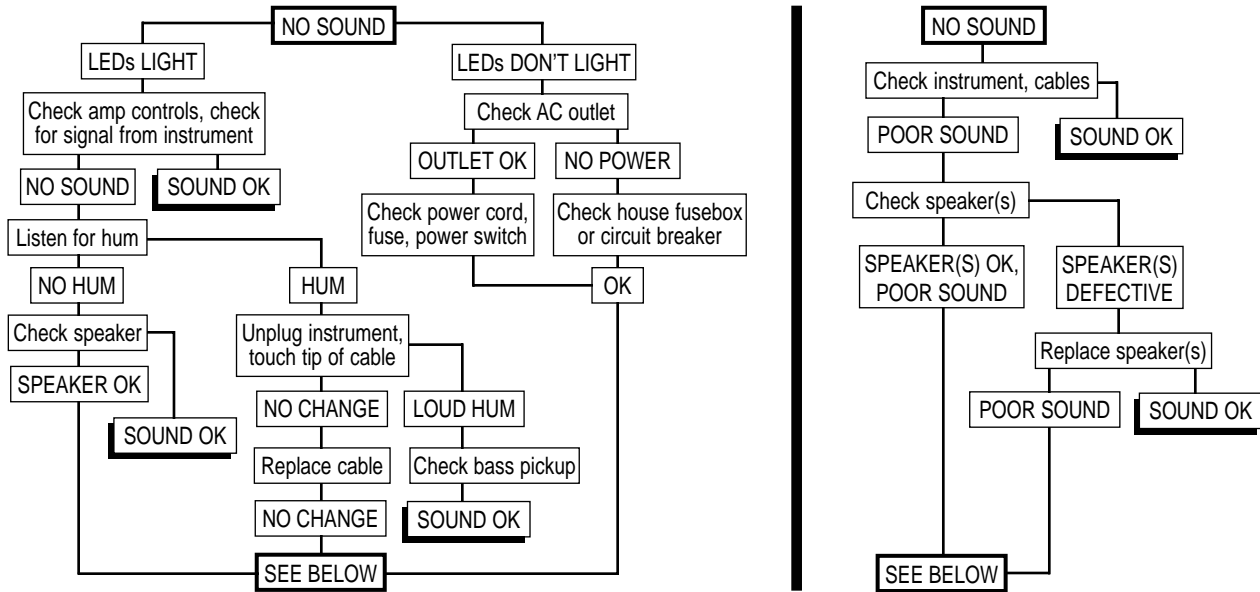 NO SOUND
LEDs LIGHT
LEDs DON'T LIGHT
Check amp controls, check
for signal from instrument
Check AC outlet
NO SOUND
SOUND OK
OUTLET OK
NO POWER
Listen for hum
Check power cord,
fuse, power switch
Check house fusebox
or circuit breaker
NO HUM
HUM
OK
Check speaker
Unplug instrument,
touch tip of cable
SPEAKER OK
SOUND OK
NO CHANGE
LOUD HUM
Replace cable
Check bass pickup
NO CHANGE
SOUND OK
SEE BELOW
NO SOUND
Check instrument, cables
POOR SOUND
SOUND OK
Check speaker(s)
SPEAKER(S) OK,
POOR SOUND
SPEAKER(S)
DEFECTIVE
Replace speaker(s)
POOR SOUND
SOUND OK
SEE BELOW